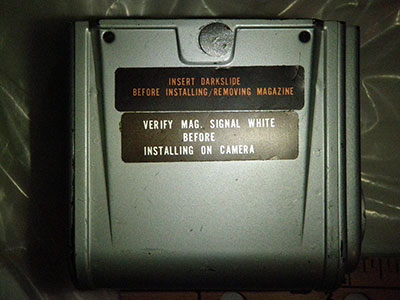 INSERT DARKSLIDE
BEFORE INSTALLING/REMOVING MAGAZINE
VERIFY MAG. SIGNAL WHITE
BEFORE
INSTALLING ON CAMERA